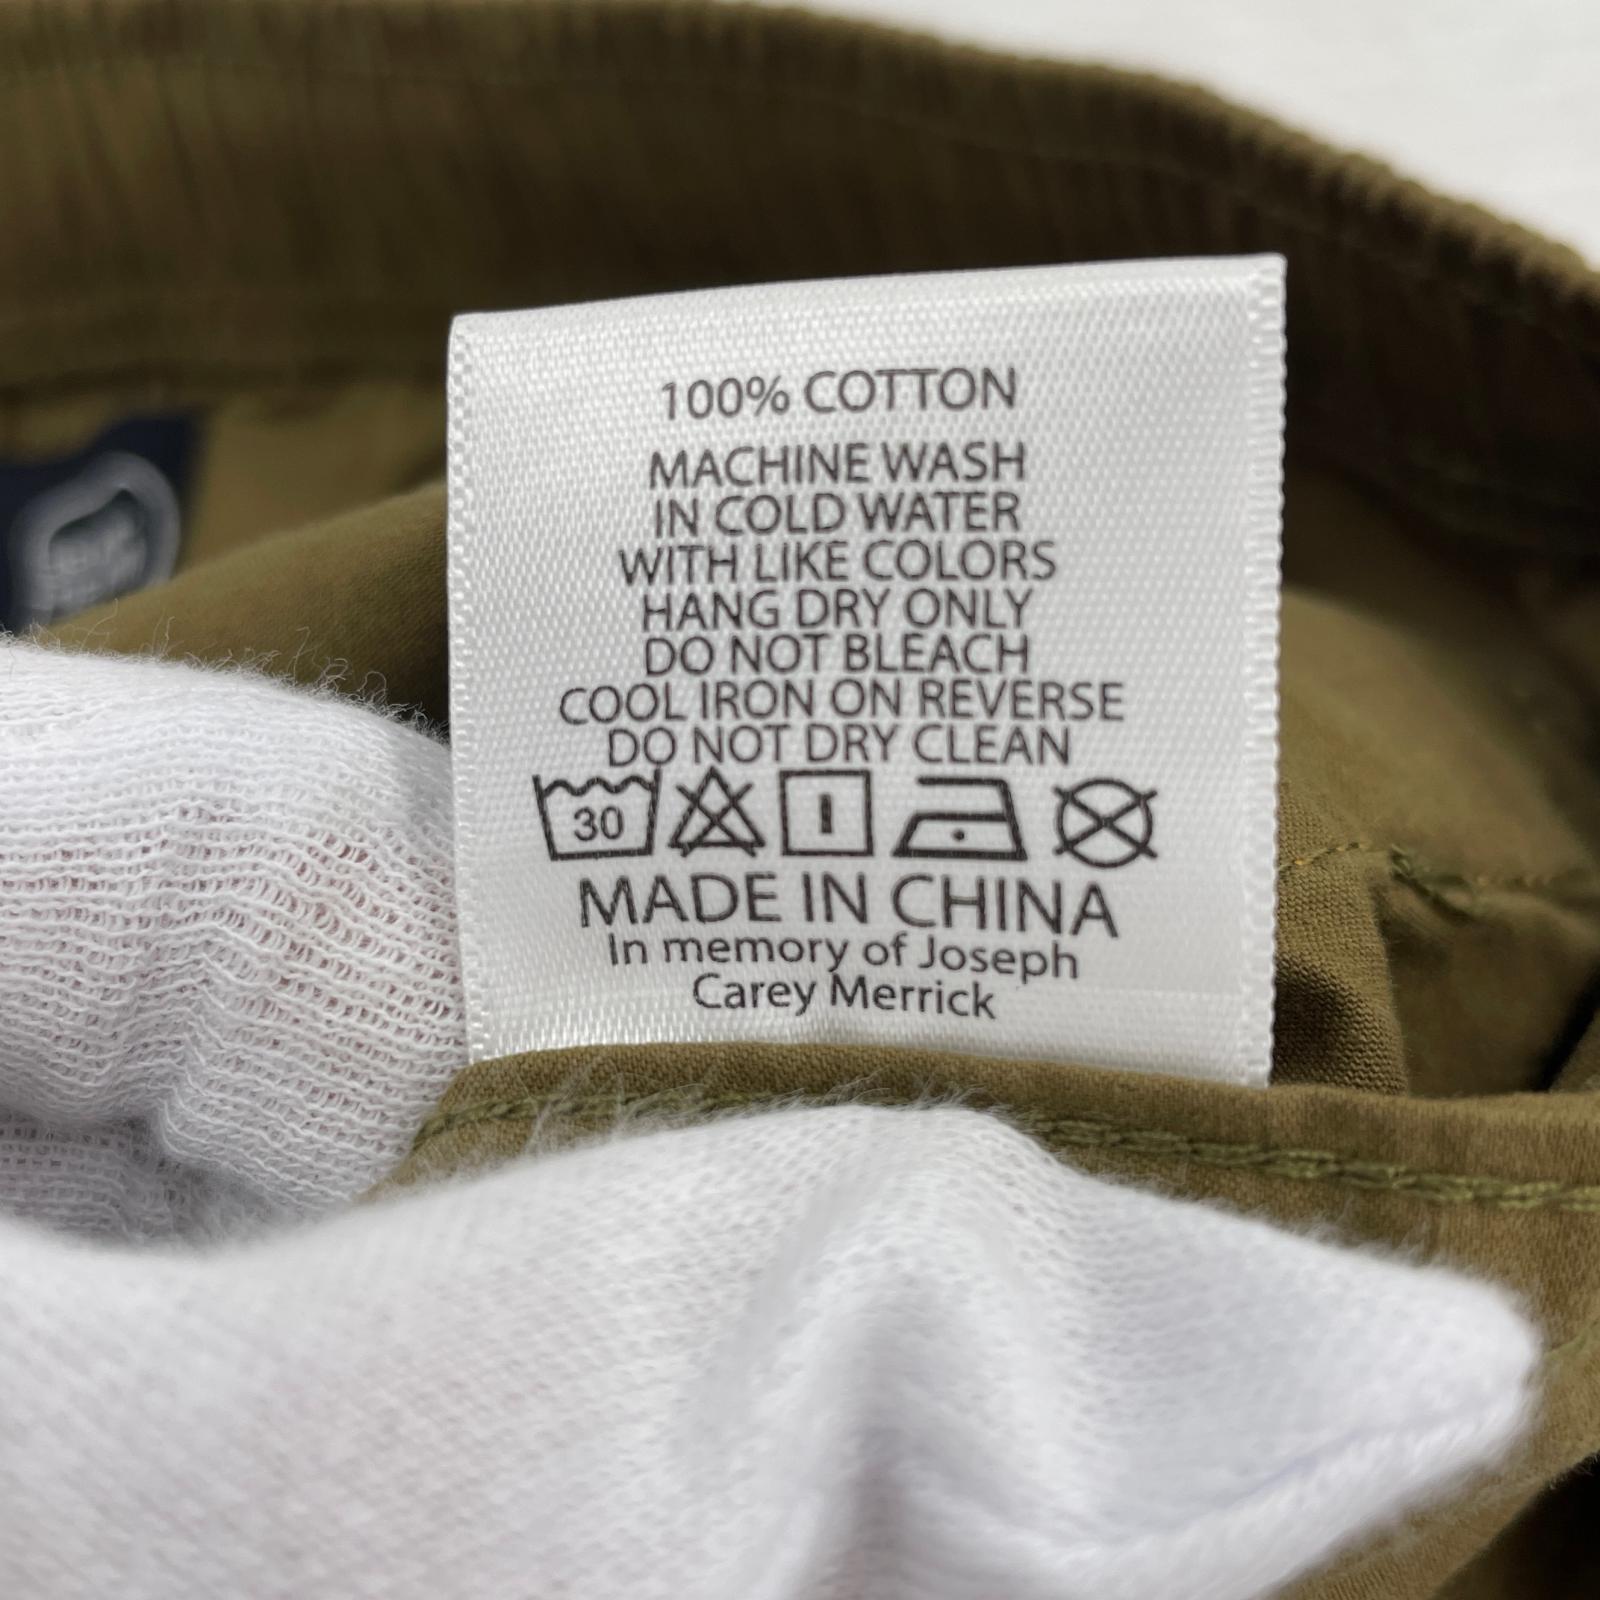 100% COTTON
MACHINE WASH
IN COLD WATER
WITH LIKE COLORS
HANG DRY ONLY
DO NOT BLEACH
COOL IRON ON REVERSE
DO NOT DRY CLEAN
30
MADE IN CHINA
In memory of Joseph
Carey Merrick